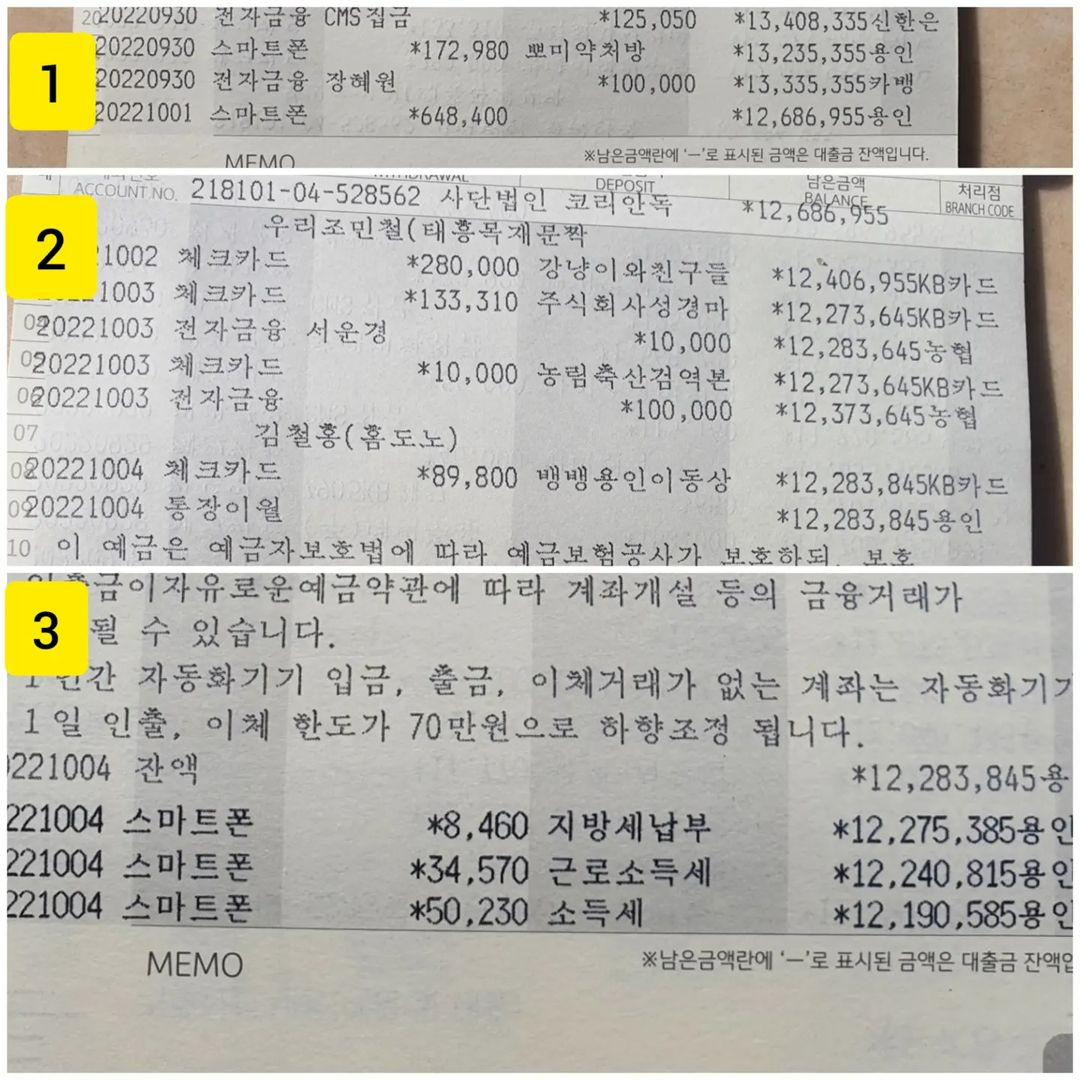 20220930 전자금융 CMS집금 *125,050 *13,408,335신한은
20220930 스마트폰 *172,980 뽀미약처방 *13,235,355용인
20220930 전자금융 장혜원 *100,000 *13,335,355카뱅
20221001 스마트폰 *648,400 *12,686,955용인
MEMO ※남은금액란에 ‘—’로 표시된 금액은 대출금 잔액입니다.
1
DEPOSIT 남은금액 처리점
ACCOUNT NO. 218101-04-528562 사단법인 코리안독 BALANCE *12,686,955 BRANCH CODE
우리조민철(태흥목재문짝
2
1002 체크카드 *280,000 강냥이와친구들 *12,406,955KB카드
1003 체크카드 *133,310 주식회사성경마 *12,273,645KB카드
20221003 전자금융 서운경 *10,000 *12,283,645농협
20221003 체크카드 *10,000 농림축산검역본 *12,273,645KB카드
06 20221003 전자금융 *100,000 *12,373,645농협
07 김철홍(홈도노)
08 20221004 체크카드 *89,800 뱅뱅용인이동상 *12,283,845KB카드
09 20221004 통장이월 *12,283,845용인
10 이 예금은 예금자보호법에 따라 예금보험공사가 보호하되, 보호
3
출금이자유로운예금약관에 따라 계좌개설 등의 금융거래가
될 수 있습니다.
1년간 자동화기기 입금, 출금, 이체거래가 없는 계좌는 자동화기기
1일 인출, 이체 한도가 70만원으로 하향조정 됩니다.
221004 잔액 *12,283,845용
221004 스마트폰 *8,460 지방세납부 *12,275,385용인
221004 스마트폰 *34,570 근로소득세 *12,240,815용인
221004 스마트폰 *50,230 소득세 *12,190,585용인
MEMO ※남은금액란에 ‘—’로 표시된 금액은 대출금 잔액입